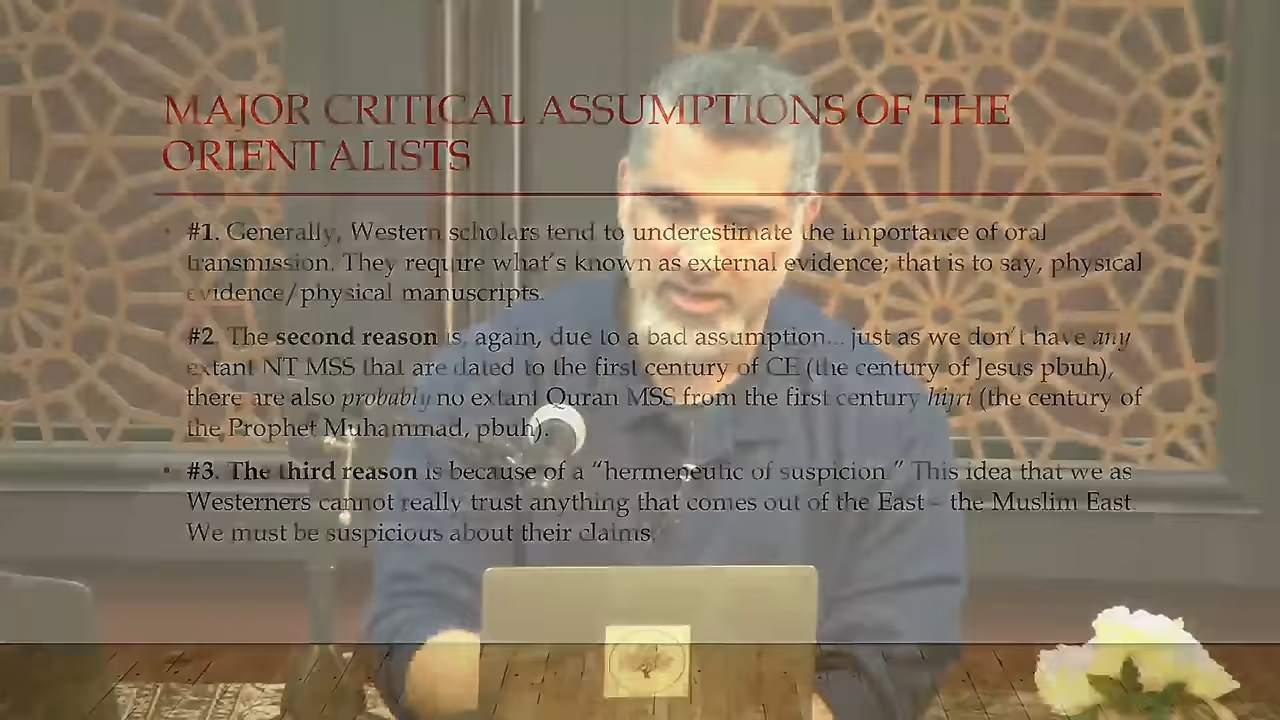 MAJOR CRITICAL ASSUMPTIONS OF THE
ORIENTALISTS
#1. Generally, Western scholars tend to underestimate the importance of oral
transmission. They require what's known as external evidence; that is to say, physical
evidence/physical manuscripts.
#2. The second reason is, again, due to a bad assumption... just as we don't have any
extant NT MSS that are dated to the first century of CE (the century of Jesus pbuh),
there are also probably no extant Quran MSS from the first century hijri (the century of
the Prophet Muhammad, pbuh).
#3. The third reason is because of a “hermeneutic of suspicion.” This idea that we as
Westerners cannot really trust anything that comes out of the East – the Muslim East.
We must be suspicious about their claims.